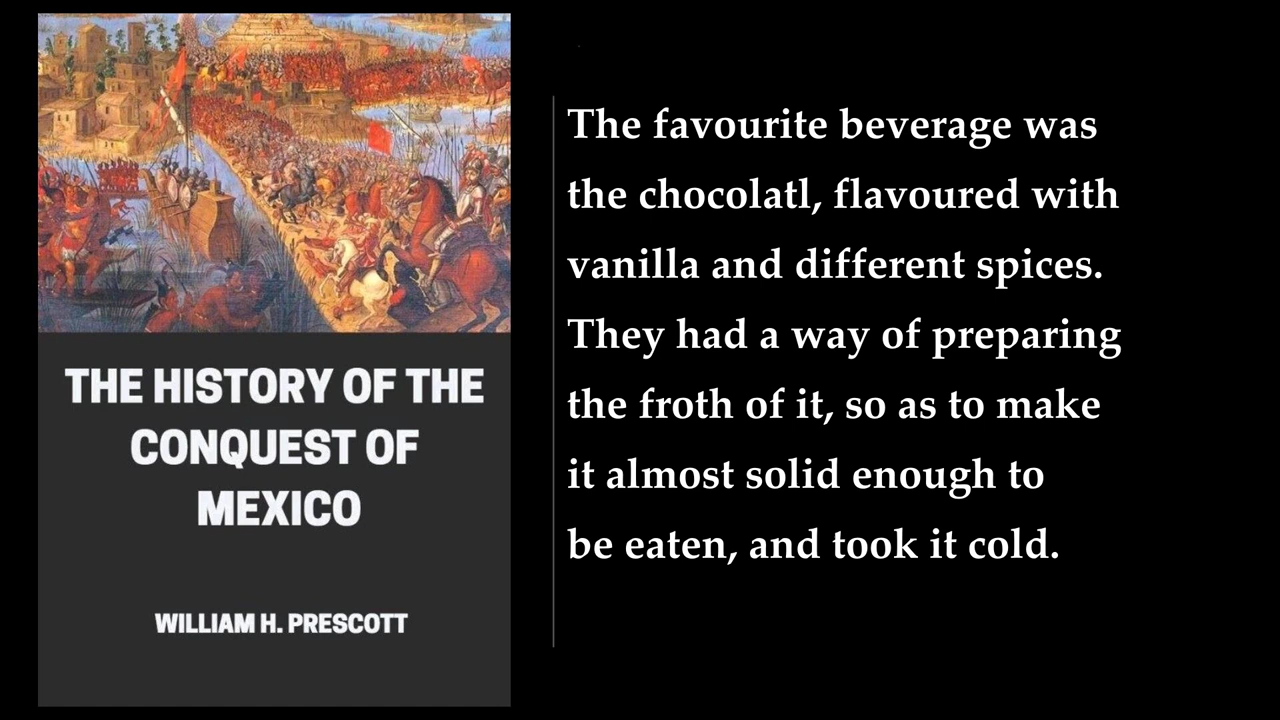 THE HISTORY OF THE
CONQUEST OF
MEXICO
WILLIAM H. PRESCOTT
The favourite beverage was
the chocolatl, flavoured with
vanilla and different spices.
They had a way of preparing
the froth of it, so as to make
it almost solid enough to
be eaten, and took it cold.